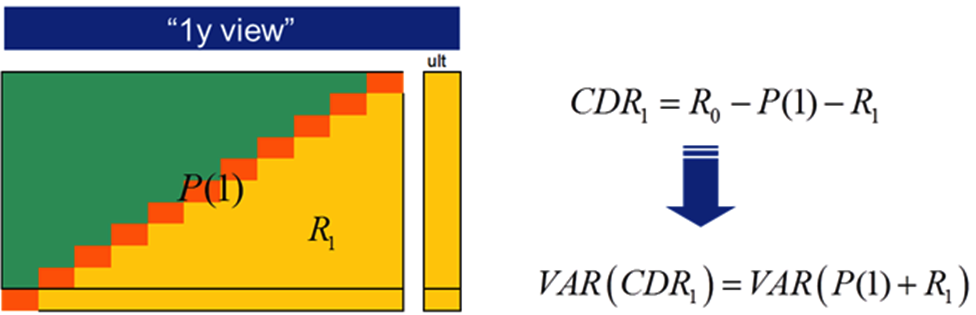 “1y view”
ult
P(1)
R₁
CDR₁ = R₀ − P(1) − R₁
VAR(CDR₁) = VAR(P(1) + R₁)